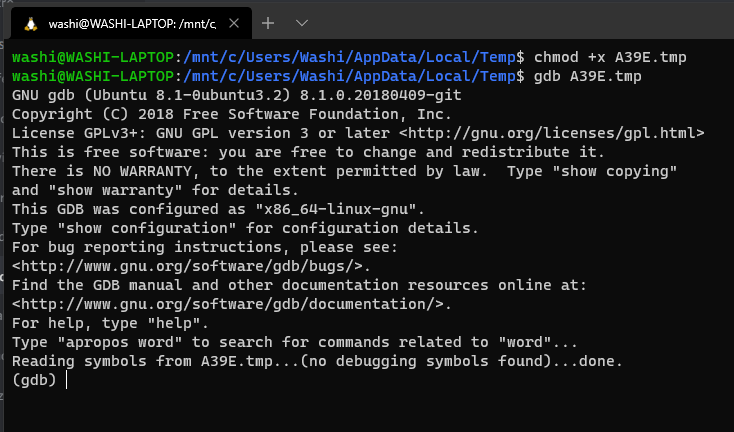 washi@WASHI-LAPTOP: /mnt/c,
washi@WASHI-LAPTOP:/mnt/c/Users/Washi/AppData/Local/Temp$ chmod +x A39E.tmp
washi@WASHI-LAPTOP:/mnt/c/Users/Washi/AppData/Local/Temp$ gdb A39E.tmp
GNU gdb (Ubuntu 8.1-0ubuntu3.2) 8.1.0.20180409-git
Copyright (C) 2018 Free Software Foundation, Inc.
License GPLv3+: GNU GPL version 3 or later <http://gnu.org/licenses/gpl.html>
This is free software: you are free to change and redistribute it.
There is NO WARRANTY, to the extent permitted by law.  Type "show copying"
and "show warranty" for details.
This GDB was configured as "x86_64-linux-gnu".
Type "show configuration" for configuration details.
For bug reporting instructions, please see:
<http://www.gnu.org/software/gdb/bugs/>.
Find the GDB manual and other documentation resources online at:
<http://www.gnu.org/software/gdb/documentation/>.
For help, type "help".
Type "apropos word" to search for commands related to "word"...
Reading symbols from A39E.tmp...(no debugging symbols found)...done.
(gdb)